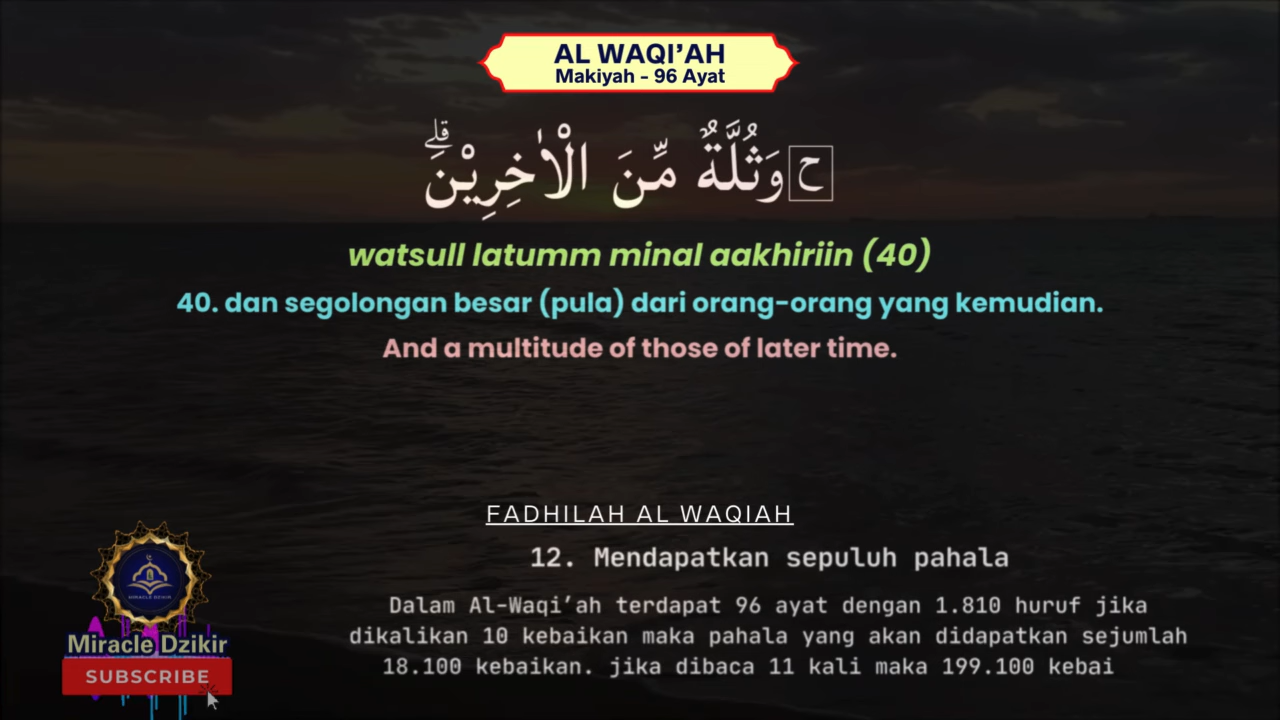 AL WAQI’AH
Makiyah - 96 Ayat
ح وَثُلَّةٌ مِّنَ الْاٰخِرِيْنَۗ
watsull latumm minal aakhiriin (40)
40. dan segolongan besar (pula) dari orang-orang yang kemudian.
And a multitude of those of later time.
FADHILAH AL WAQIAH
12. Mendapatkan sepuluh pahala
Dalam Al-Waqi’ah terdapat 96 ayat dengan 1.810 huruf jika
dikalikan 10 kebaikan maka pahala yang akan didapatkan sejumlah
18.100 kebaikan. jika dibaca 11 kali maka 199.100 kebai
MIRACLE DZIKIR
Miracle Dzikir
SUBSCRIBE